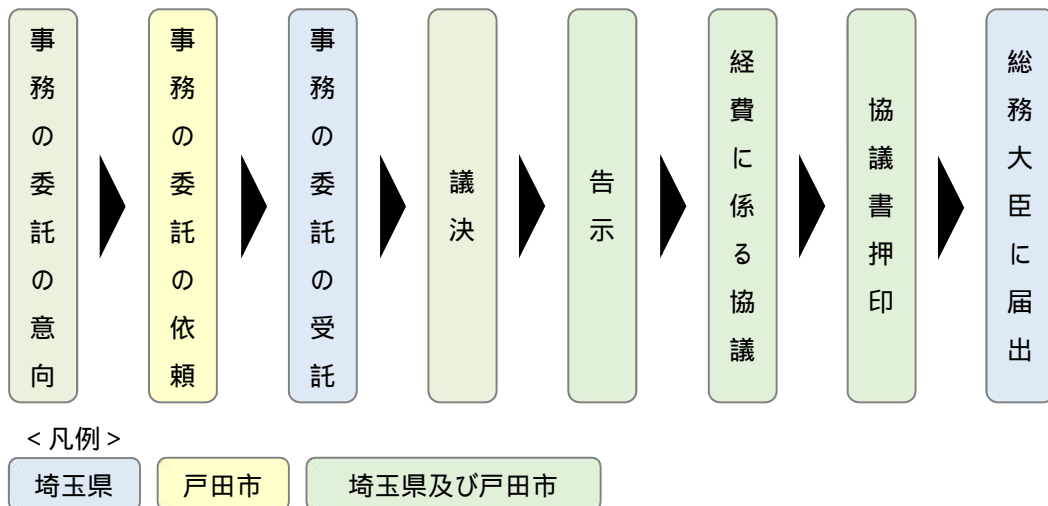 事務の委託の意向
事務の委託の依頼
事務の委託の受託
議決
告示
経費に係る協議
協議書押印
総務大臣に届出
<凡例>
埼玉県
戸田市
埼玉県及び戸田市